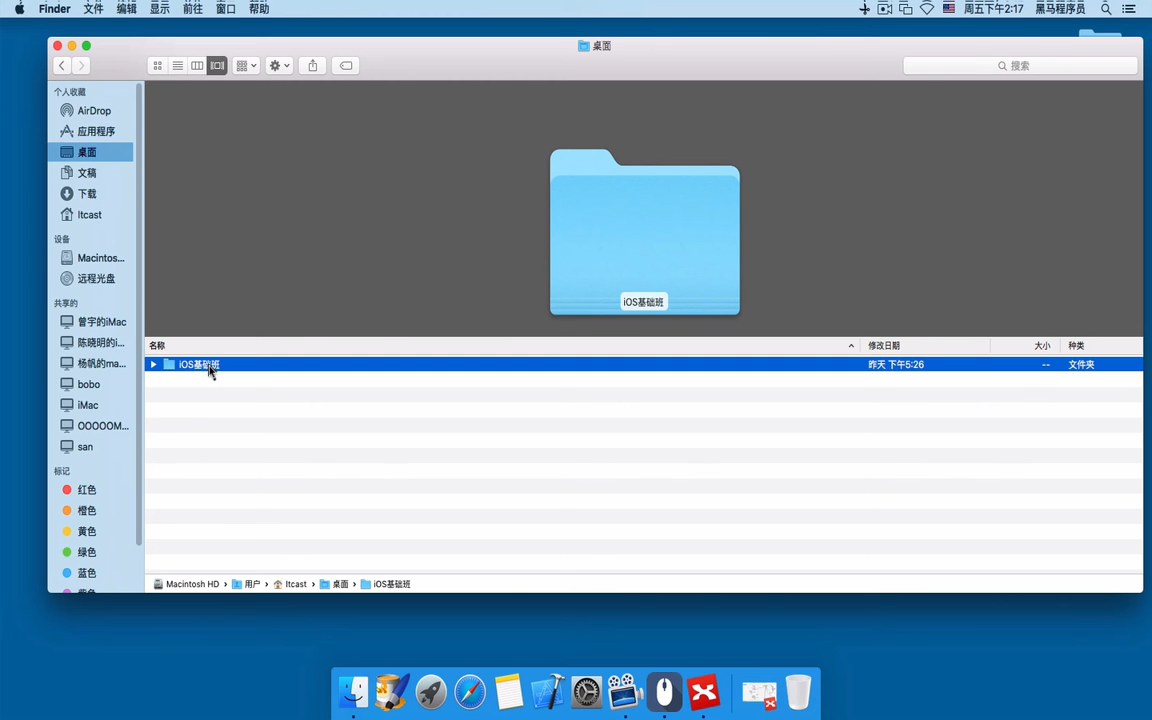 Finder 文件 编辑 显示 前往 窗口 帮助 周五下午2:17 黑马程序员
桌面
搜索
个人收藏
AirDrop
应用程序
桌面
文稿
下载
Itcast
设备
Macintos...
远程光盘
共享的
曾宇的iMac
陈晓明的i...
杨帆的ma...
bobo
iMac
OOOOOM...
san
标记
红色
橙色
黄色
绿色
蓝色
iOS基础班
名称 修改日期 大小 种类
iOS基础班 昨天 下午5:26 -- 文件夹
Macintosh HD › 用户 › Itcast › 桌面 › iOS基础班